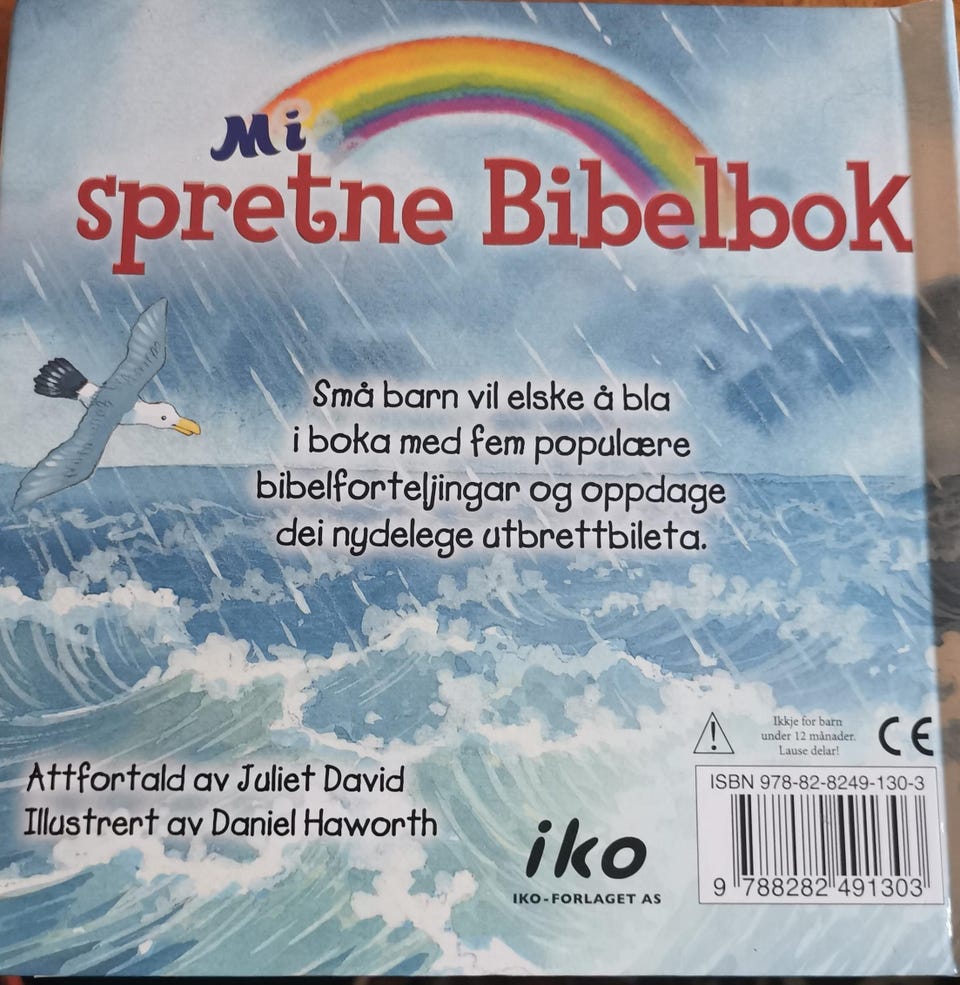 Mi
spretne Bibelbok
Små barn vil elske å bla
i boka med fem populære
bibelforteljingar og oppdage
dei nydelege utbrettbileta.
Ikkje for barn
under 12 månader.
Lause delar!
CE
Attfortald av Juliet David
Illustrert av Daniel Haworth
iko
IKO-FORLAGET AS
ISBN 978-82-8249-130-3
9 788282 491303